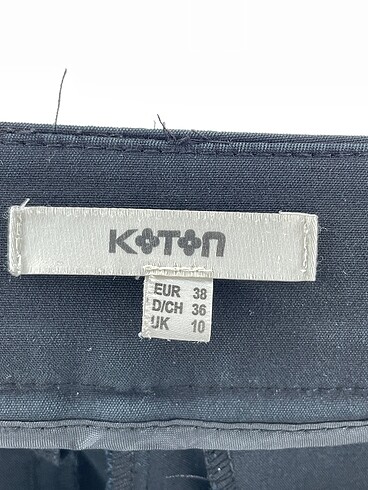 KOTON
EUR 38
D/CH 36
UK 10